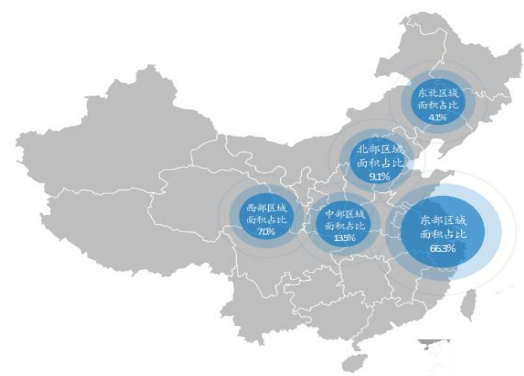 东北区域
面积占比
4.1%
北部区域
面积占比
9.1%
西部区域
面积占比
7.0%
中部区域
面积占比
13.5%
东部区域
面积占比
66.3%